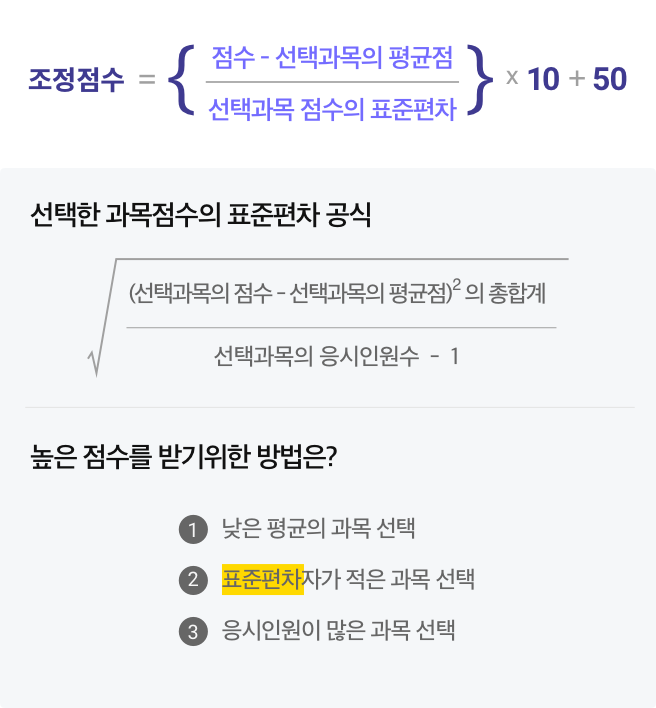 조정점수 = { 점수 - 선택과목의 평균점 / 선택과목 점수의 표준편차 } x 10 + 50
선택한 과목점수의 표준편차 공식
√ (선택과목의 점수 - 선택과목의 평균점)² 의 총합계
선택과목의 응시인원수 - 1
높은 점수를 받기위한 방법은?
1 낮은 평균의 과목 선택
2 표준편차자가 적은 과목 선택
3 응시인원이 많은 과목 선택